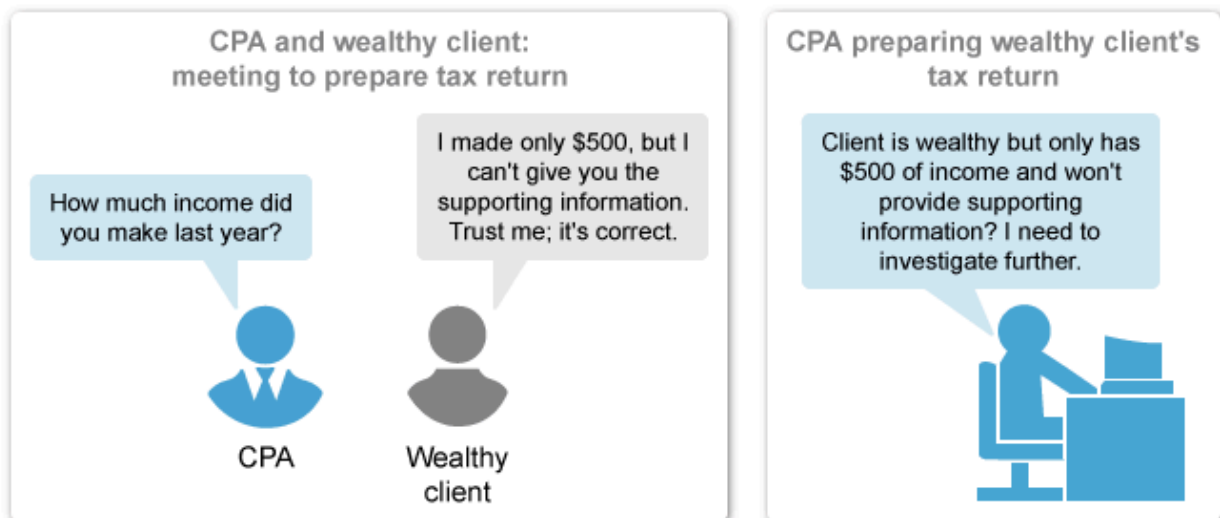 CPA and wealthy client:
meeting to prepare tax return
How much income did
you make last year?
I made only $500, but I
can't give you the
supporting information.
Trust me; it's correct.
CPA
Wealthy
client
CPA preparing wealthy client's
tax return
Client is wealthy but only has
$500 of income and won't
provide supporting
information? I need to
investigate further.